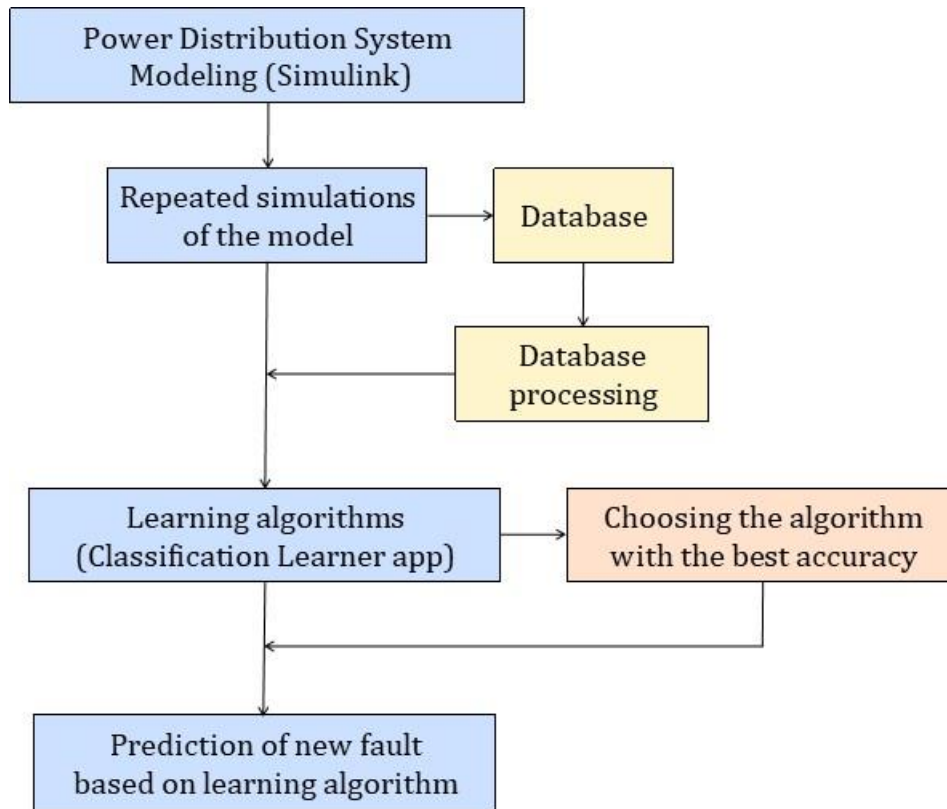 Power Distribution System
Modeling (Simulink)
Repeated simulations
of the model
Database
Database
processing
Learning algorithms
(Classification Learner app)
Choosing the algorithm
with the best accuracy
Prediction of new fault
based on learning algorithm